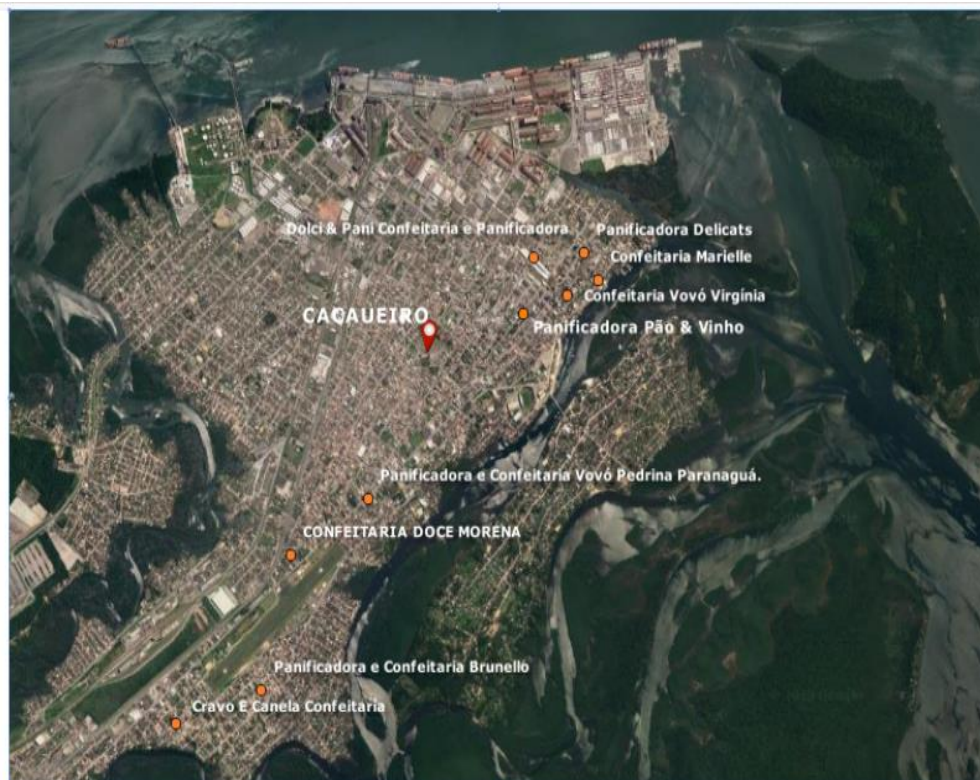 Dolci & Pani Confeitaria e Panificadora
Panificadora Delicats
Confeitaria Marielle
Confeitaria Vovó Virgínia
CACAUEIRO
Panificadora Pão & Vinho
Panificadora e Confeitaria Vovó Pedrina Paranaguá.
CONFEITARIA DOCE MORENA
Panificadora e Confeitaria Brunello
Cravo E Canela Confeitaria